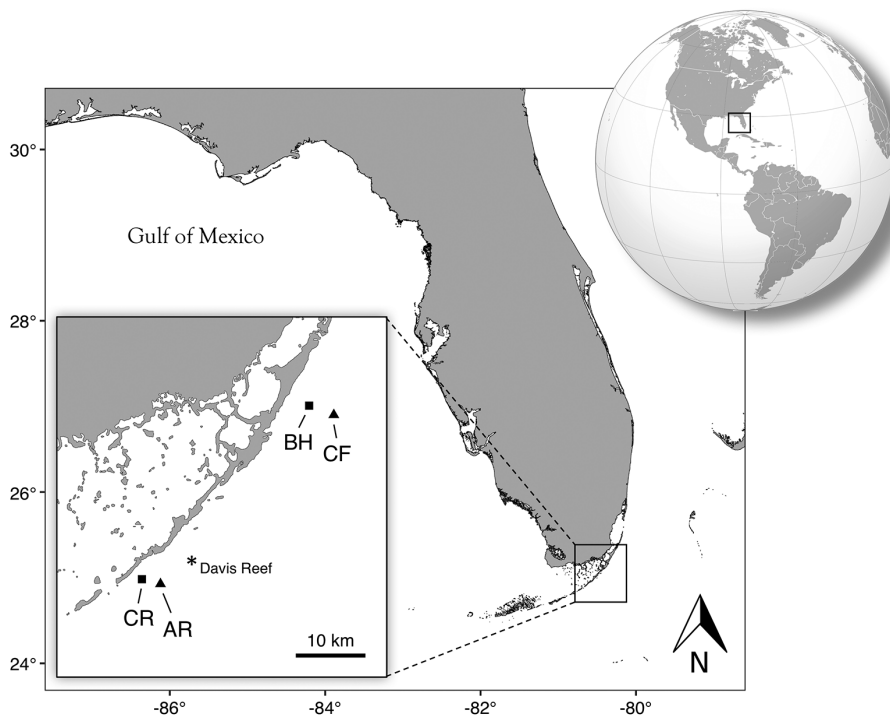 30°
Gulf of Mexico
28°
BH
CF
26°
* Davis Reef
CR
AR
10 km
N
24°
-86°
-84°
-82°
-80°